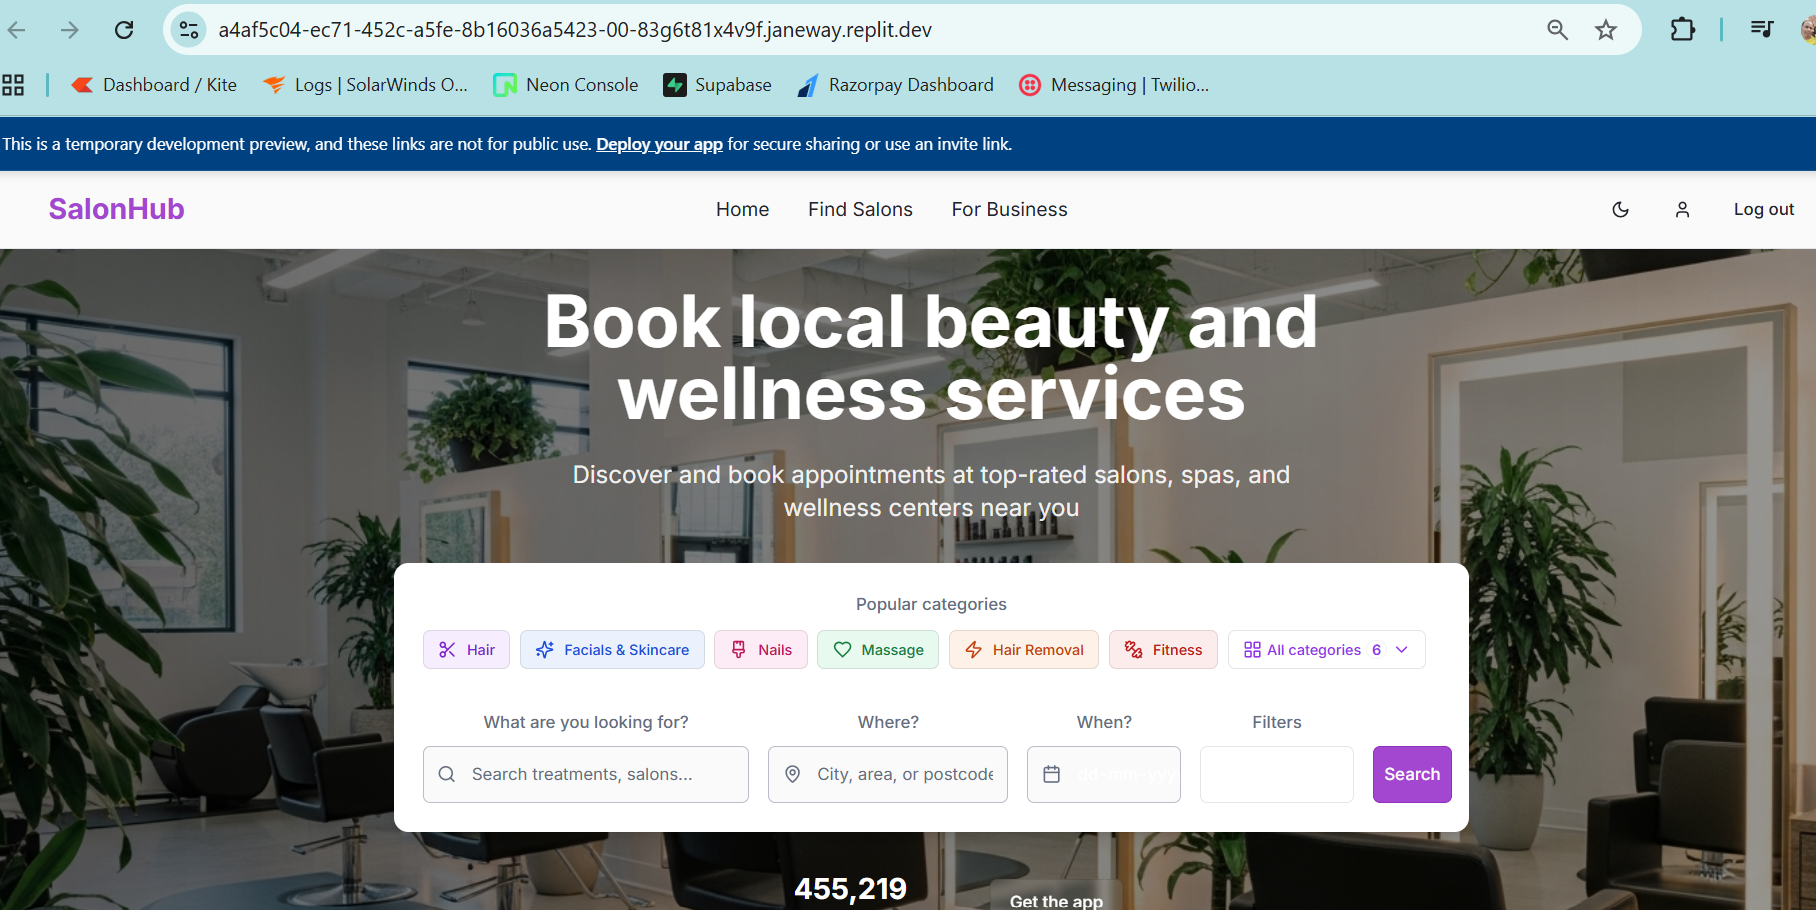 a4af5c04-ec71-452c-a5fe-8b16036a5423-00-83g6t81x4v9f.janeway.replit.dev
Dashboard / Kite
Logs | SolarWinds O...
Neon Console
Supabase
Razorpay Dashboard
Messaging | Twilio...
This is a temporary development preview, and these links are not for public use. Deploy your app for secure sharing or use an invite link.
SalonHub
Home
Find Salons
For Business
Log out
Book local beauty and
wellness services
Discover and book appointments at top-rated salons, spas, and
wellness centers near you
Popular categories
Hair
Facials & Skincare
Nails
Massage
Hair Removal
Fitness
All categories 6
What are you looking for?
Where?
When?
Filters
Search treatments, salons...
City, area, or postcode
dd-mm-yyy
Search
455,219
Get the app